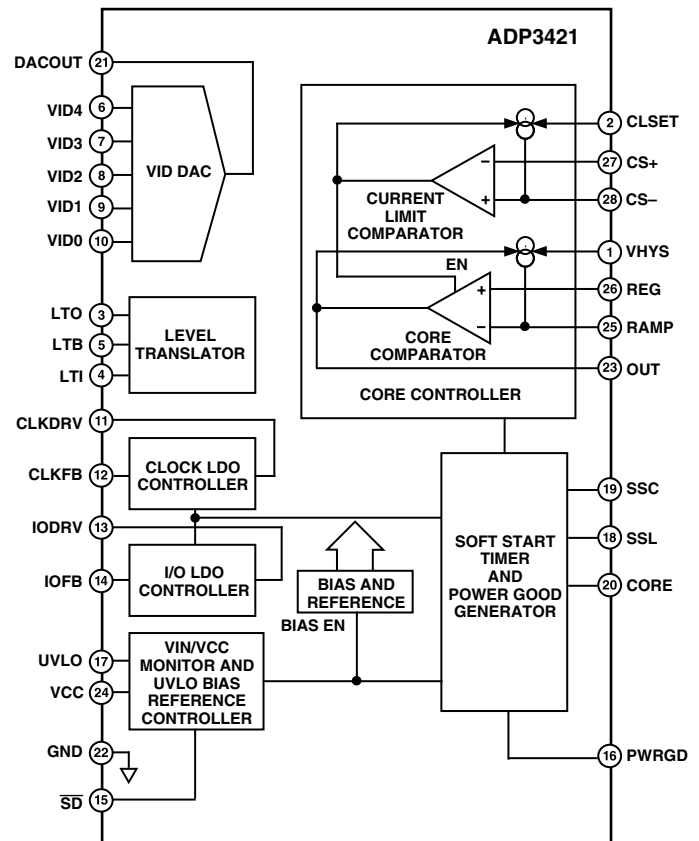 ADP3421
DACOUT 21
VID4 6
VID3 7
VID2 8
VID1 9
VID0 10
VID DAC
LTO 3
LTB 5
LTI 4
LEVEL
TRANSLATOR
CLKDRV 11
CLKFB 12
CLOCK LDO
CONTROLLER
IODRV 13
IOFB 14
I/O LDO
CONTROLLER
BIAS AND
REFERENCE
BIAS EN
UVLO 17
VCC 24
VIN/VCC
MONITOR AND
UVLO BIAS
REFERENCE
CONTROLLER
GND 22
SD 15
2 CLSET
27 CS+
28 CS–
–
+
CURRENT
LIMIT
COMPARATOR
1 VHYS
26 REG
25 RAMP
23 OUT
EN
+
–
CORE
COMPARATOR
CORE CONTROLLER
SOFT START
TIMER
AND
POWER GOOD
GENERATOR
19 SSC
18 SSL
20 CORE
16 PWRGD